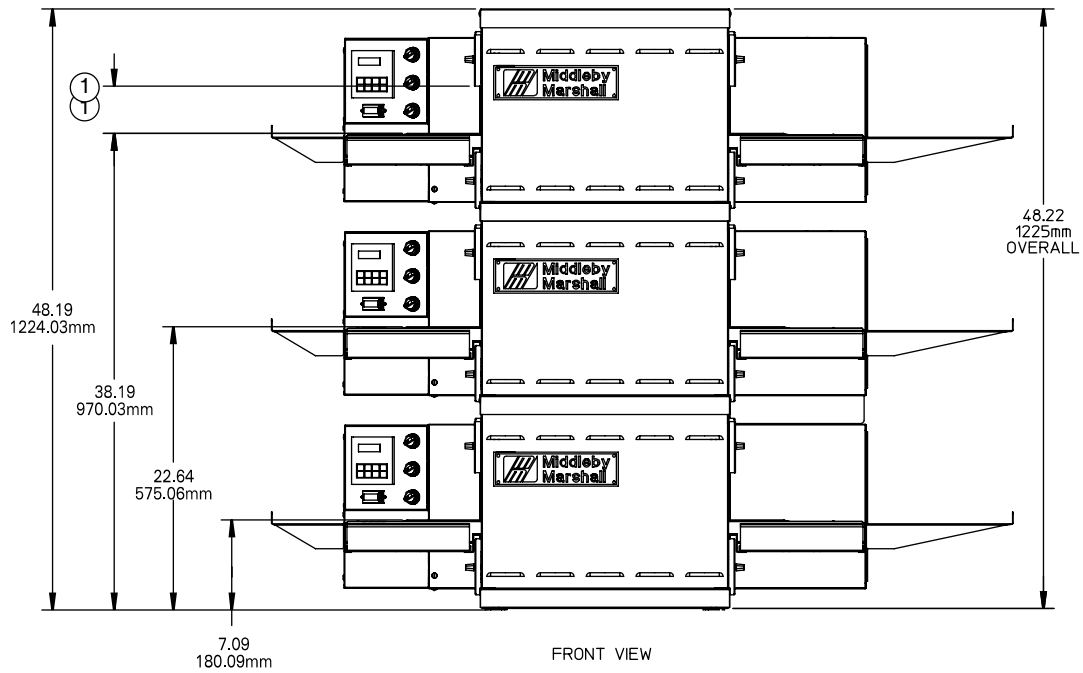 1
1
Middleby
Marshall
48.22
1225mm
OVERALL
Middleby
Marshall
48.19
1224.03mm
38.19
970.03mm
22.64
575.06mm
Middleby
Marshall
7.09
180.09mm
FRONT VIEW